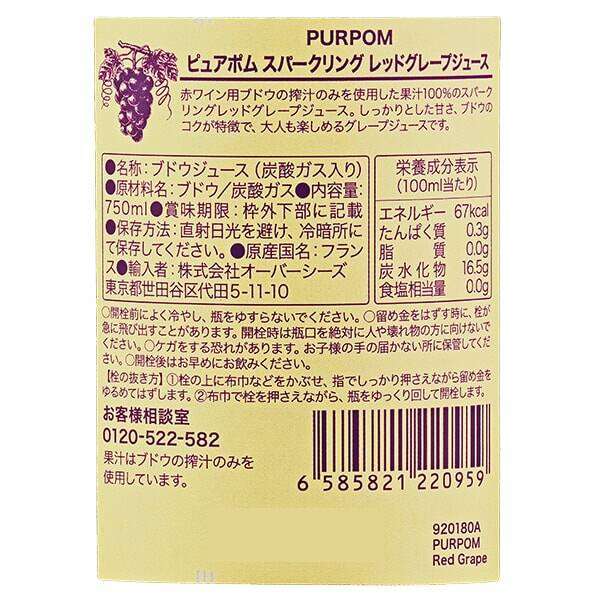 PURPOM
ピュアポム スパークリング レッドグレープジュース
赤ワイン用ブドウの搾汁のみを使用した果汁100%のスパーク
リングレッドグレープジュース。しっかりとした甘さ、ブドウの
コクが特徴で、大人も楽しめるグレープジュースです。
●名称：ブドウジュース（炭酸ガス入り）
●原材料名：ブドウ／炭酸ガス●内容量：
750ml●賞味期限：枠外下部に記載
●保存方法：直射日光を避け、冷暗所に
て保存してください。●原産国名：フラン
ス●輸入者：株式会社オーバーシーズ
東京都世田谷区代田5-11-10
栄養成分表示
（100ml当たり）
エネルギー 67kcal
たんぱく質 0.3g
脂質 0.0g
炭水化物 16.5g
食塩相当量 0.0g
○開栓前によく冷やし、瓶をゆすらないでください。○留め金をはずす時に、栓が
急に飛び出すことがあります。開栓時は瓶口を絶対に人や壊れ物の方に向けないで
ください。○ケガをする恐れがあります。お子様の手の届かない所に保管してくだ
さい。○開栓後はお早めにお飲みください。
【栓の抜き方】①栓の上に布巾などをかぶせ、指でしっかり押さえながら留め金を
ゆるめてはずします。②布巾で栓を押さえながら、瓶をゆっくり回して開栓します。
お客様相談室
0120-522-582
果汁はブドウの搾汁のみを
使用しています。
6 585821 220959
920180A
PURPOM
Red Grape